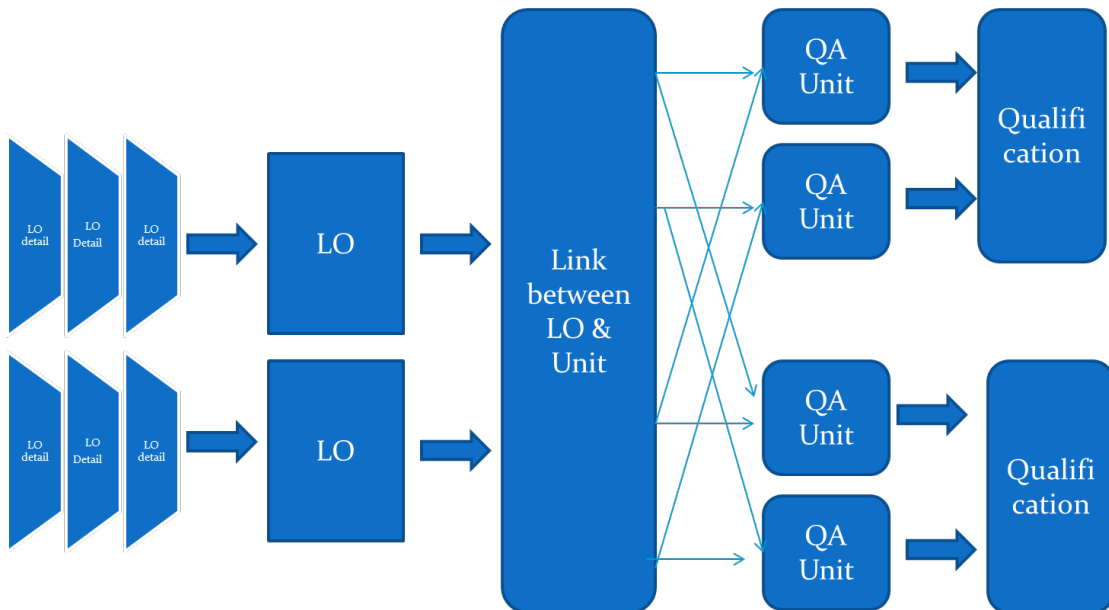 LO
detail
LO
Detail
LO
detail
LO
LO
detail
LO
Detail
LO
detail
LO
Link
between
LO &
Unit
QA
Unit
QA
Unit
Qualifi
cation
QA
Unit
QA
Unit
Qualifi
cation